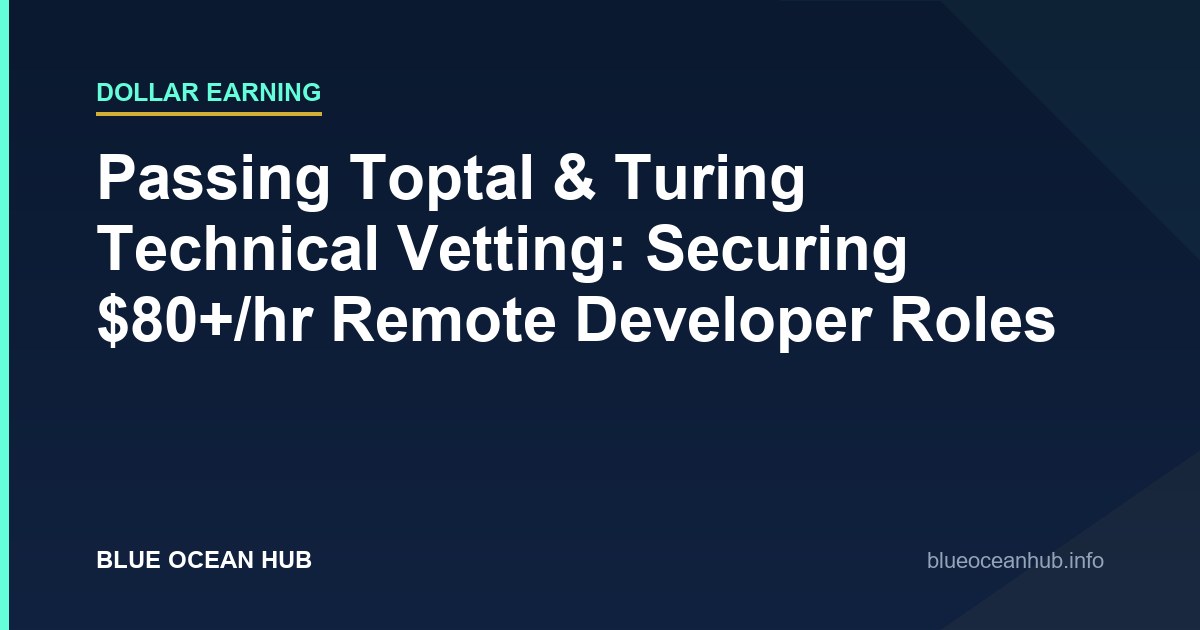 DOLLAR EARNING
Passing Toptal & Turing
Technical Vetting: Securing
$80+/hr Remote Developer Roles
BLUE OCEAN HUB
blueoceanhub.info